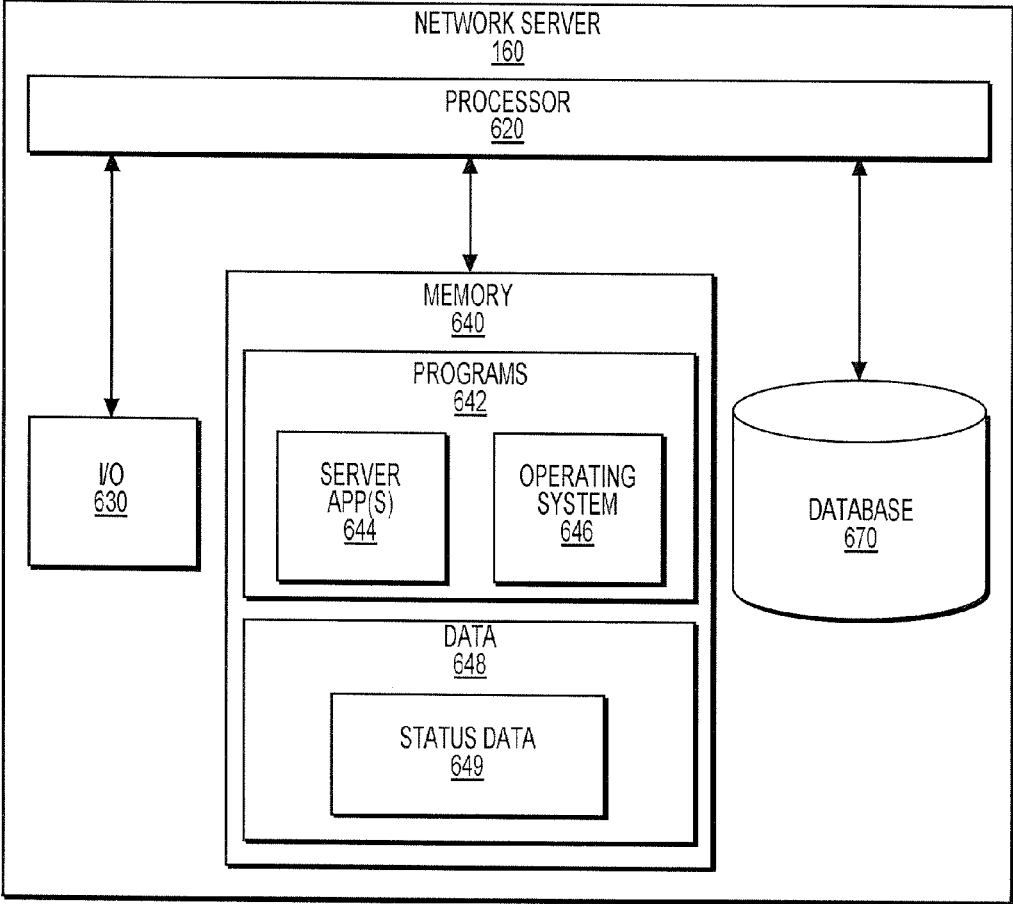 NETWORK SERVER
160
PROCESSOR
620
MEMORY
640
PROGRAMS
642
I/O
630
SERVER
APP(S)
644
OPERATING
SYSTEM
646
DATABASE
670
DATA
648
STATUS DATA
649